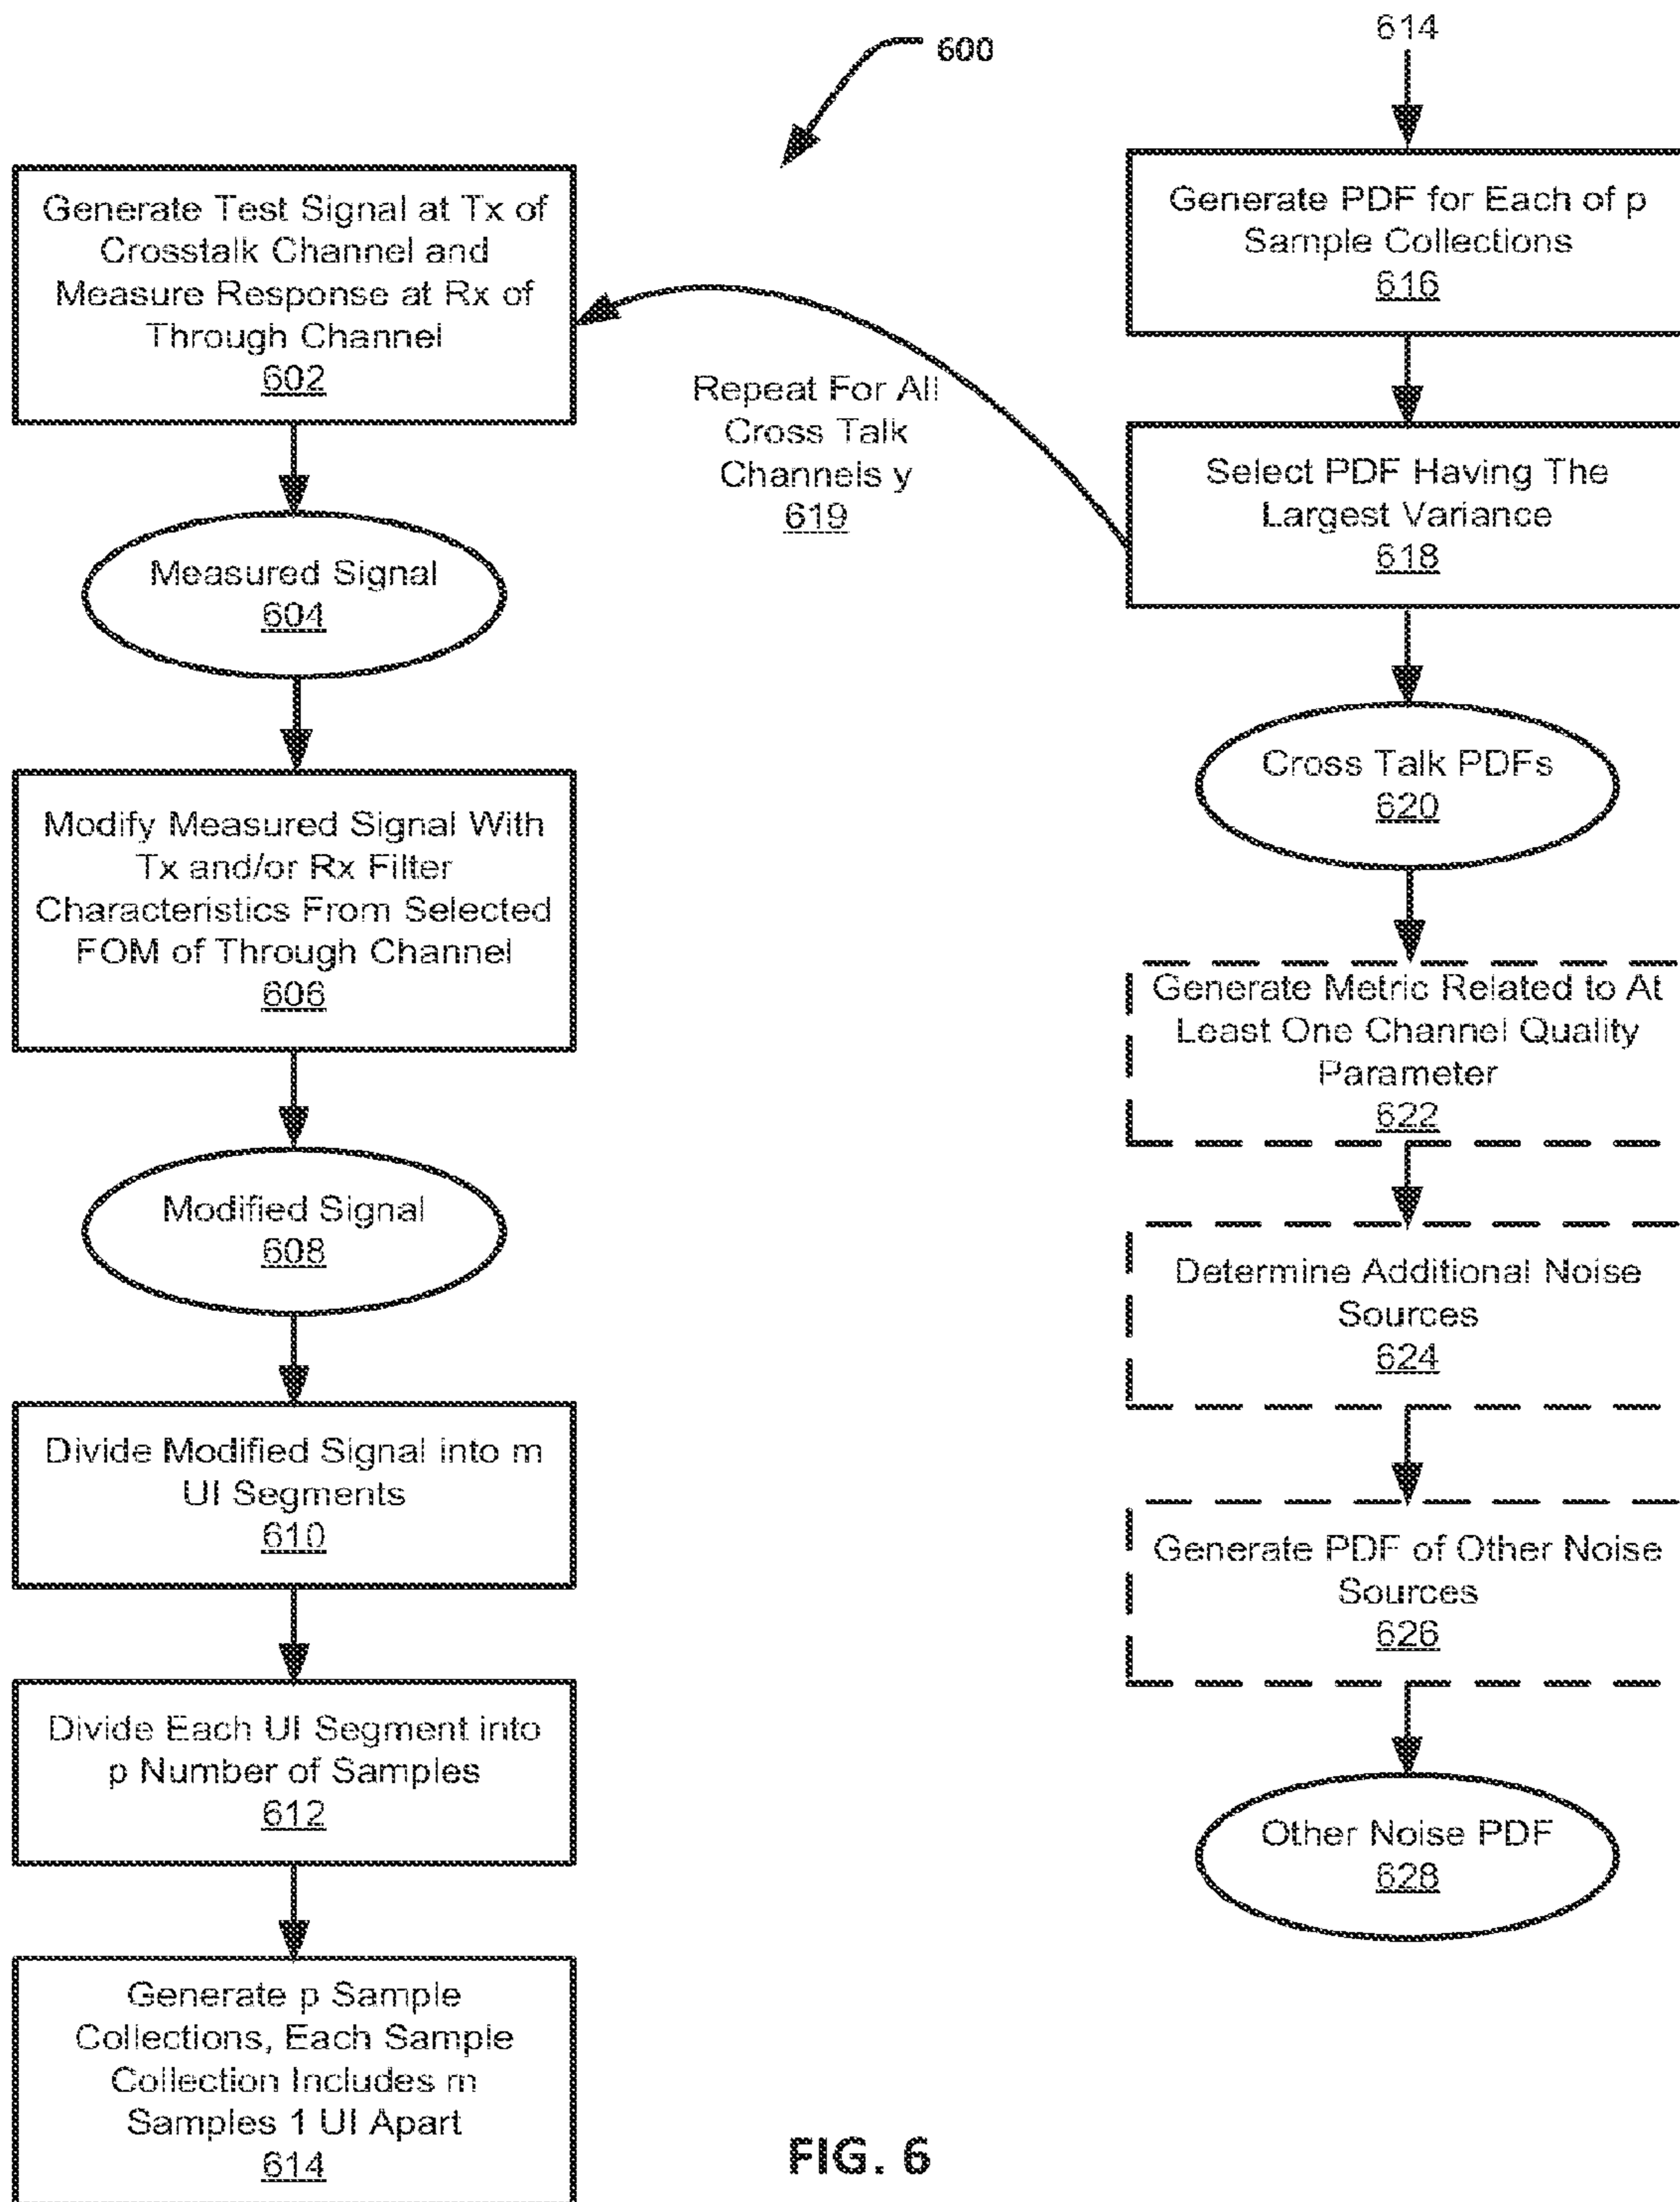 600
Generate Test Signal at Tx of
Crosstalk Channel and
Measure Response at Rx of
Through Channel
602
Measured Signal
604
Modify Measured Signal With
Tx and/or Rx Filter
Characteristics From Selected
FOM of Through Channel
606
Modified Signal
608
Divide Modified Signal into m
UI Segments
610
Divide Each UI Segment into
p Number of Samples
612
Generate p Sample
Collections, Each Sample
Collection Includes m
Samples 1 UI Apart
614
Repeat For All
Cross Talk
Channels y
619
614
Generate PDF for Each of p
Sample Collections
616
Select PDF Having The
Largest Variance
618
Cross Talk PDFs
620
Generate Metric Related to At
Least One Channel Quality
Parameter
622
Determine Additional Noise
Sources
624
Generate PDF of Other Noise
Sources
626
Other Noise PDF
628
FIG. 6